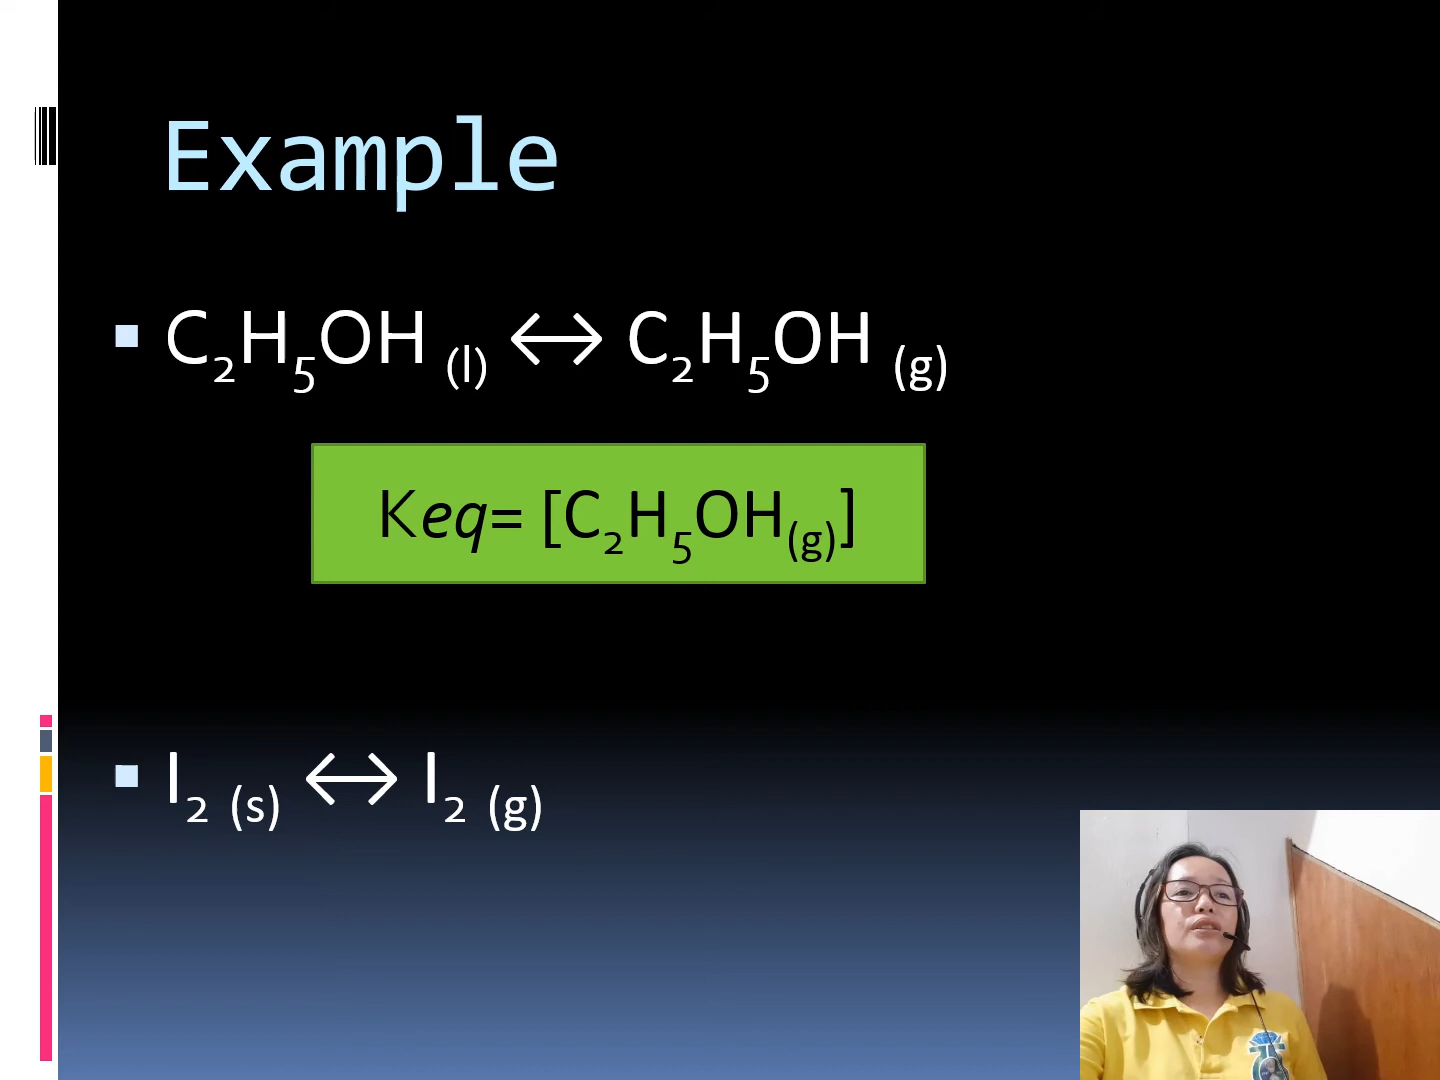 Example
C₂H₅OH (l) ↔ C₂H₅OH (g)
Keq= [C₂H₅OH(g)]
I₂ (s) ↔ I₂ (g)